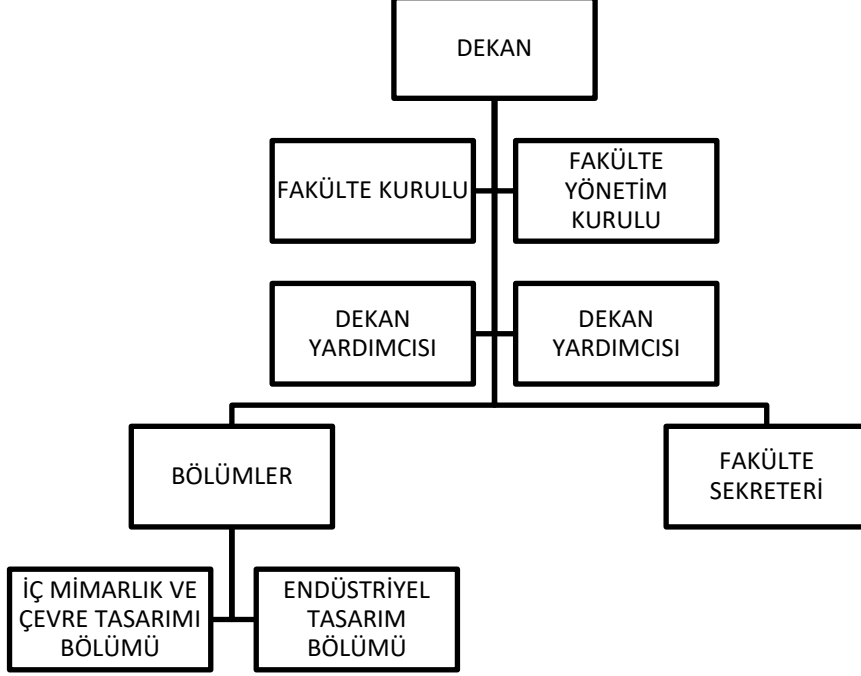 DEKAN
FAKÜLTE KURULU
FAKÜLTE
YÖNETİM
KURULU
DEKAN
YARDIMCISI
DEKAN
YARDIMCISI
BÖLÜMLER
FAKÜLTE
SEKRETERİ
İÇ MİMARLIK VE
ÇEVRE TASARIMI
BÖLÜMÜ
ENDÜSTRİYEL
TASARIM
BÖLÜMÜ